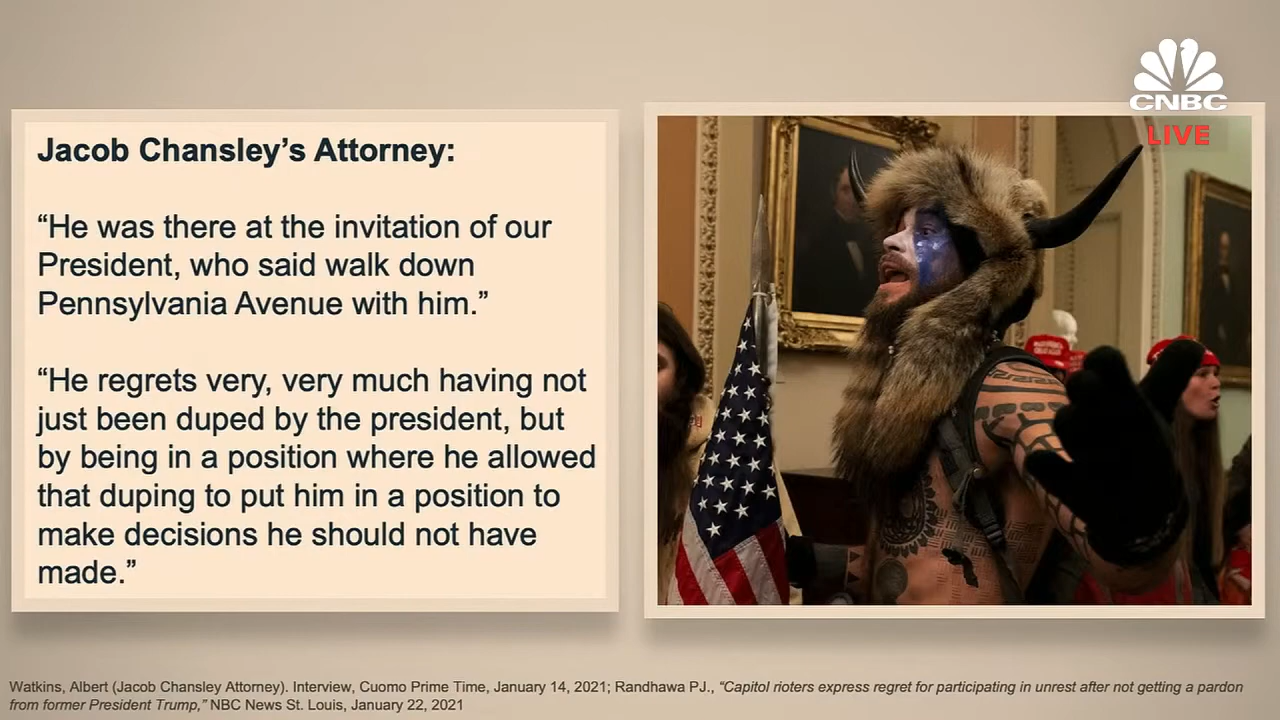 CNBC
LIVE
Jacob Chansley’s Attorney:
“He was there at the invitation of our
President, who said walk down
Pennsylvania Avenue with him.”
“He regrets very, very much having not
just been duped by the president, but
by being in a position where he allowed
that duping to put him in a position to
make decisions he should not have
made.”
Watkins, Albert (Jacob Chansley Attorney). Interview, Cuomo Prime Time, January 14, 2021; Randhawa PJ., “Capitol rioters express regret for participating in unrest after not getting a pardon
from former President Trump,” NBC News St. Louis, January 22, 2021